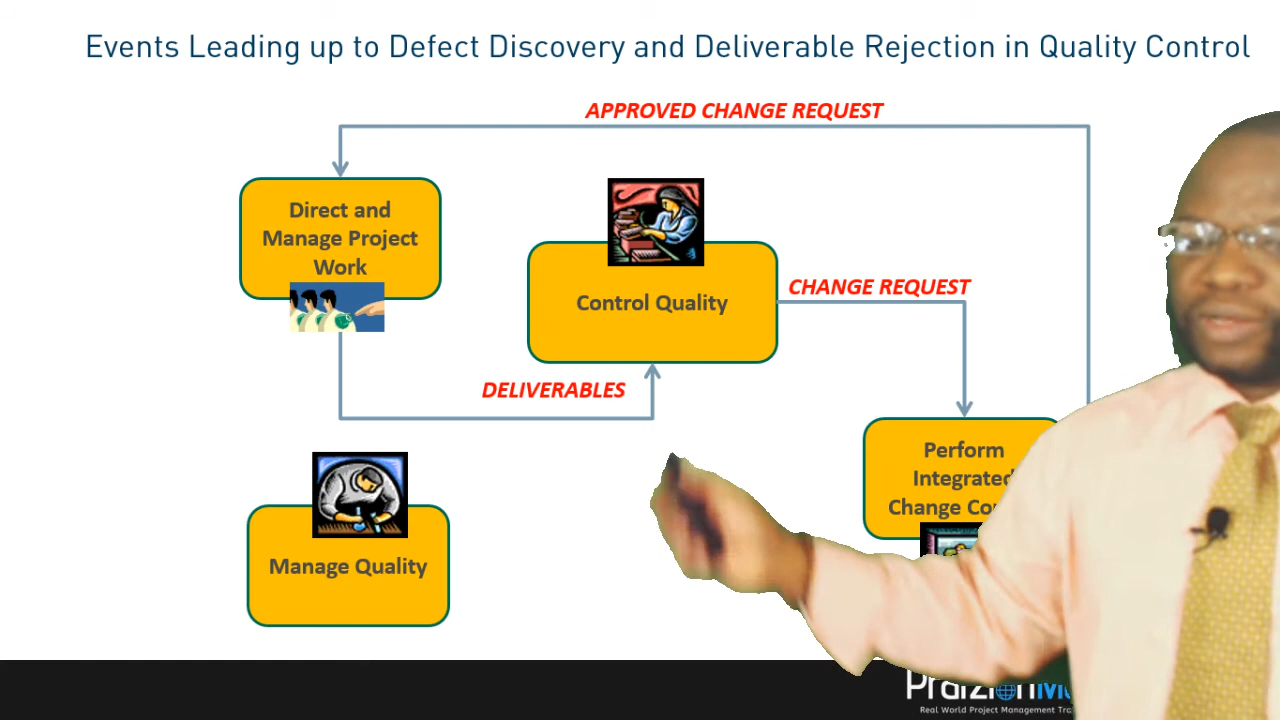 Events Leading up to Defect Discovery and Deliverable Rejection in Quality Control
APPROVED CHANGE REQUEST
Direct and
Manage Project
Work
Control Quality
CHANGE REQUEST
DELIVERABLES
Perform
Integrated
Change
Manage Quality
Real World Project Management